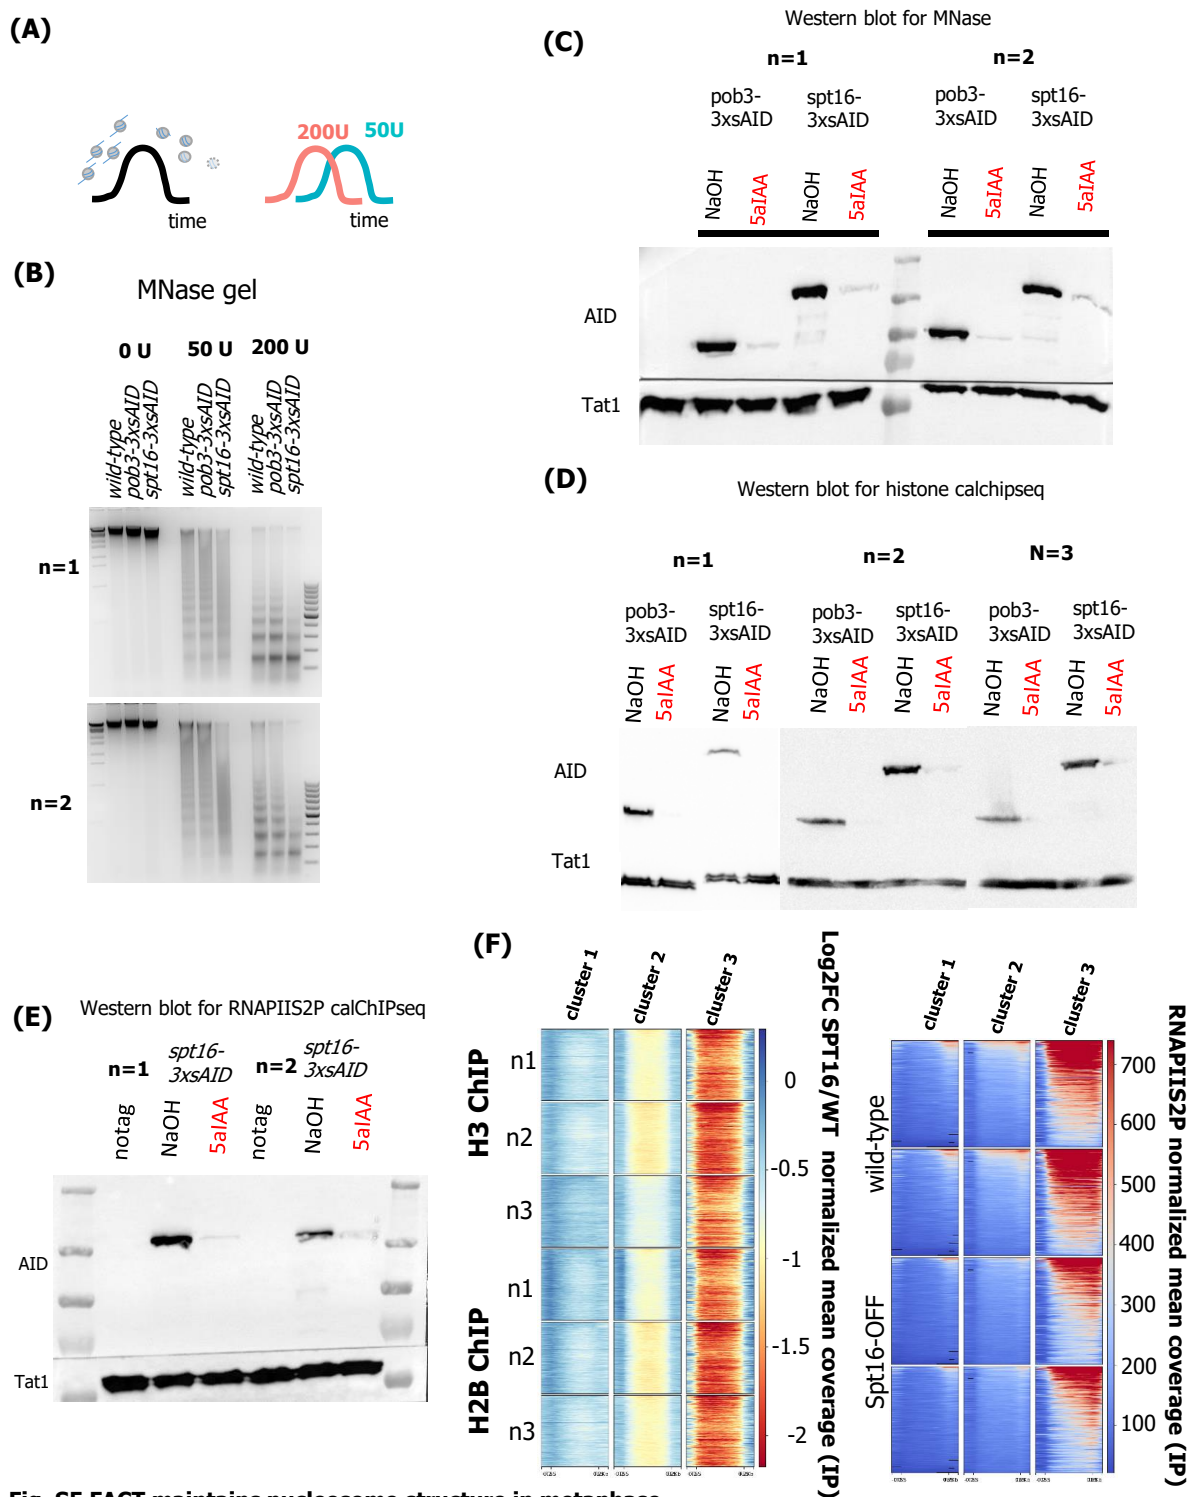 (A)
200U 50U
time
time
(B)
MNase gel
0 U 50 U 200 U
wild-type
pob3-3xsAID
spt16-3xsAID
wild-type
pob3-3xsAID
spt16-3xsAID
wild-type
pob3-3xsAID
spt16-3xsAID
n=1
n=2
(C)
Western blot for MNase
n=1 n=2
pob3-
3xsAID
spt16-
3xsAID
pob3-
3xsAID
spt16-
3xsAID
NaOH 5aIAA NaOH 5aIAA NaOH 5aIAA NaOH 5aIAA
AID
Tat1
(D)
Western blot for histone calchipseq
n=1 n=2 N=3
pob3-
3xsAID
spt16-
3xsAID
pob3-
3xsAID
spt16-
3xsAID
pob3-
3xsAID
spt16-
3xsAID
NaOH 5aIAA NaOH 5aIAA NaOH 5aIAA NaOH 5aIAA NaOH 5aIAA NaOH 5aIAA
AID
Tat1
(E)
Western blot for RNAPIIS2P calChIPseq
n=1 spt16-
3xsAID
n=2 spt16-
3xsAID
notag NaOH 5aIAA notag NaOH 5aIAA
AID
Tat1
(F)
cluster 1 cluster 2 cluster 3
H3 ChIP
n1
n2
n3
H2B ChIP
n1
n2
n3
0
-0.5
-1
-1.5
-2
Log2FC SPT16/WT normalized mean coverage (IP)
cluster 1 cluster 2 cluster 3
wild-type
Spt16-OFF
700
600
500
400
300
200
100
RNAPIIS2P normalized mean coverage (IP)
Fig. S5 FACT maintains nucleosome structure in metaphase